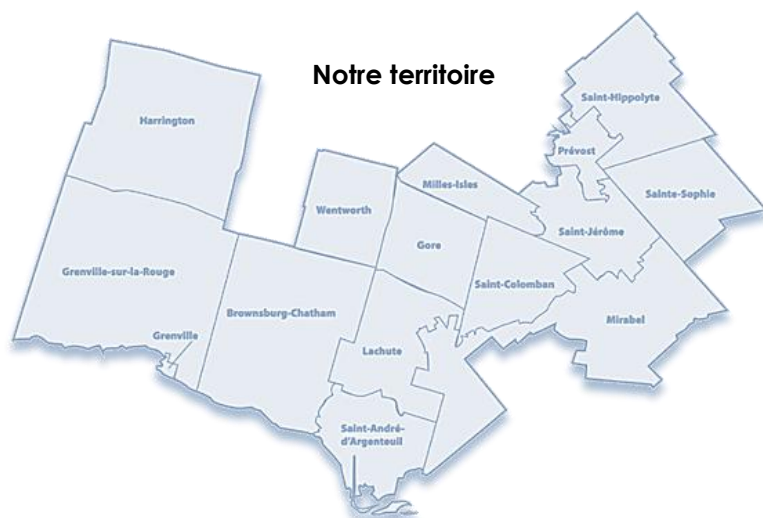 Notre territoire
Saint-Hippolyte
Harrington
Prévost
Milles-Isles
Sainte-Sophie
Wentworth
Saint-Jérôme
Gore
Grenville-sur-la-Rouge
Saint-Colomban
Brownsburg-Chatham
Mirabel
Grenville
Lachute
Saint-André-
d'Argenteuil